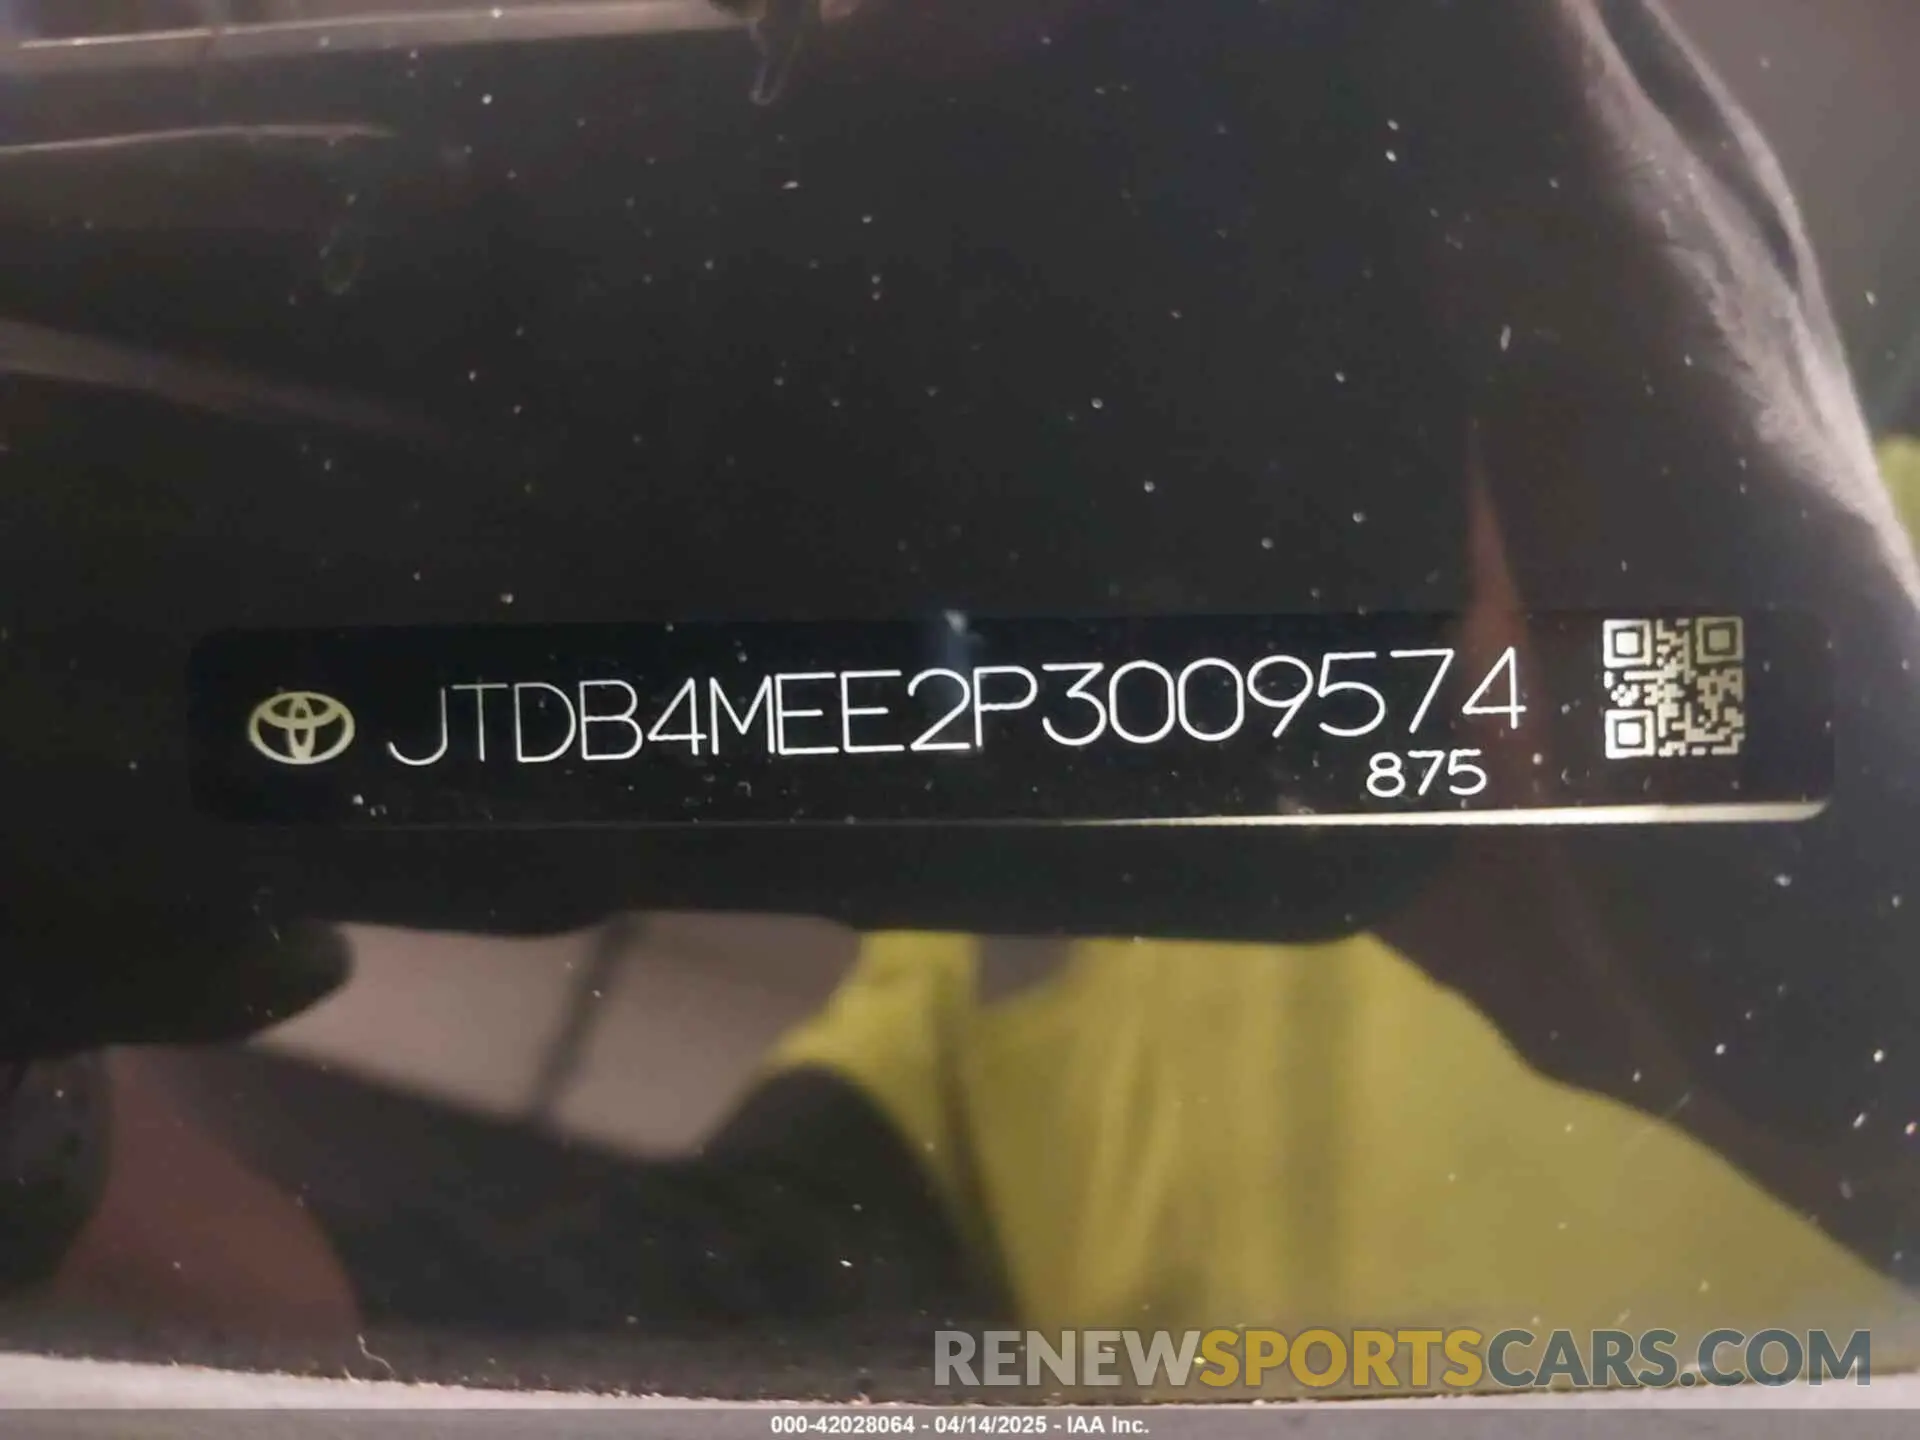 JTDB4MEE2P3009574
875
RENEWSPORTSCARS.COM
000-42028064 - 04/14/2025 - IAA Inc.